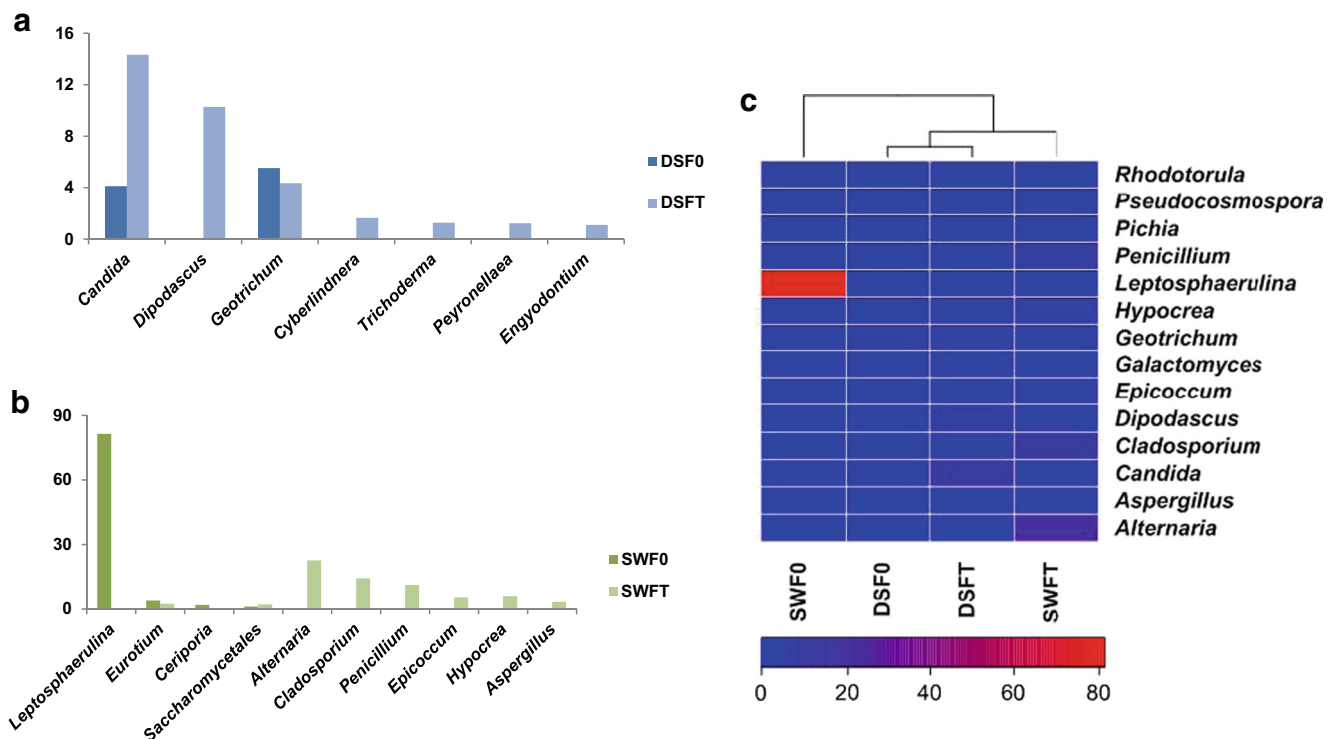 a
16
12
8
4
0
Candida
Dipodascus
Geotrichum
Cyberlindnera
Trichoderma
Peyronellaea
Engyodontium
DSF0
DSFT
b
90
60
30
0
Leptosphaerulina
Eurotium
Ceriporia
Saccharomycetales
Alternaria
Cladosporium
Penicillium
Epicoccum
Hypocrea
Aspergillus
SWF0
SWFT
c
Rhodotorula
Pseudocosmospora
Pichia
Penicillium
Leptosphaerulina
Hypocrea
Geotrichum
Galactomyces
Epicoccum
Dipodascus
Cladosporium
Candida
Aspergillus
Alternaria
SWF0
DSF0
DSFT
SWFT
0 20 40 60 80